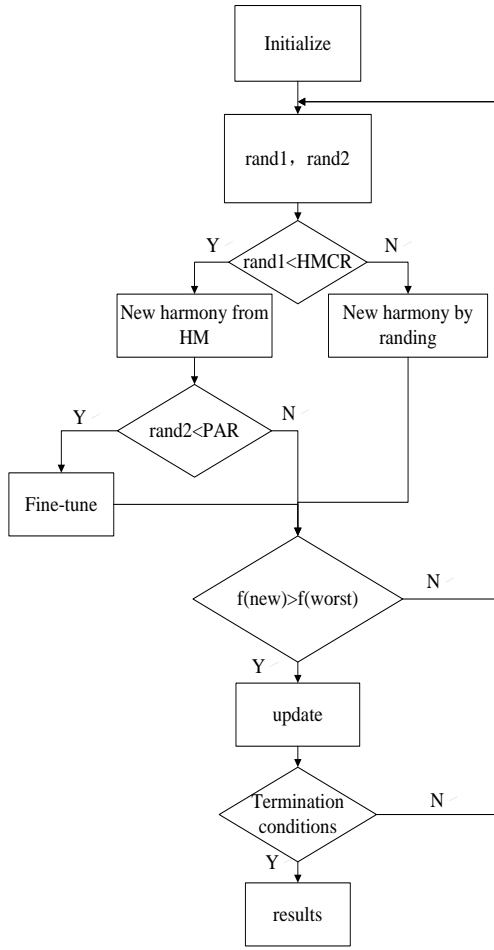 Initialize
rand1，rand2
Y
rand1<HMCR
N
New harmony from
HM
New harmony by
randing
Y
rand2<PAR
N
Fine-tune
f(new)>f(worst)
N
Y
update
Termination
conditions
N
Y
results